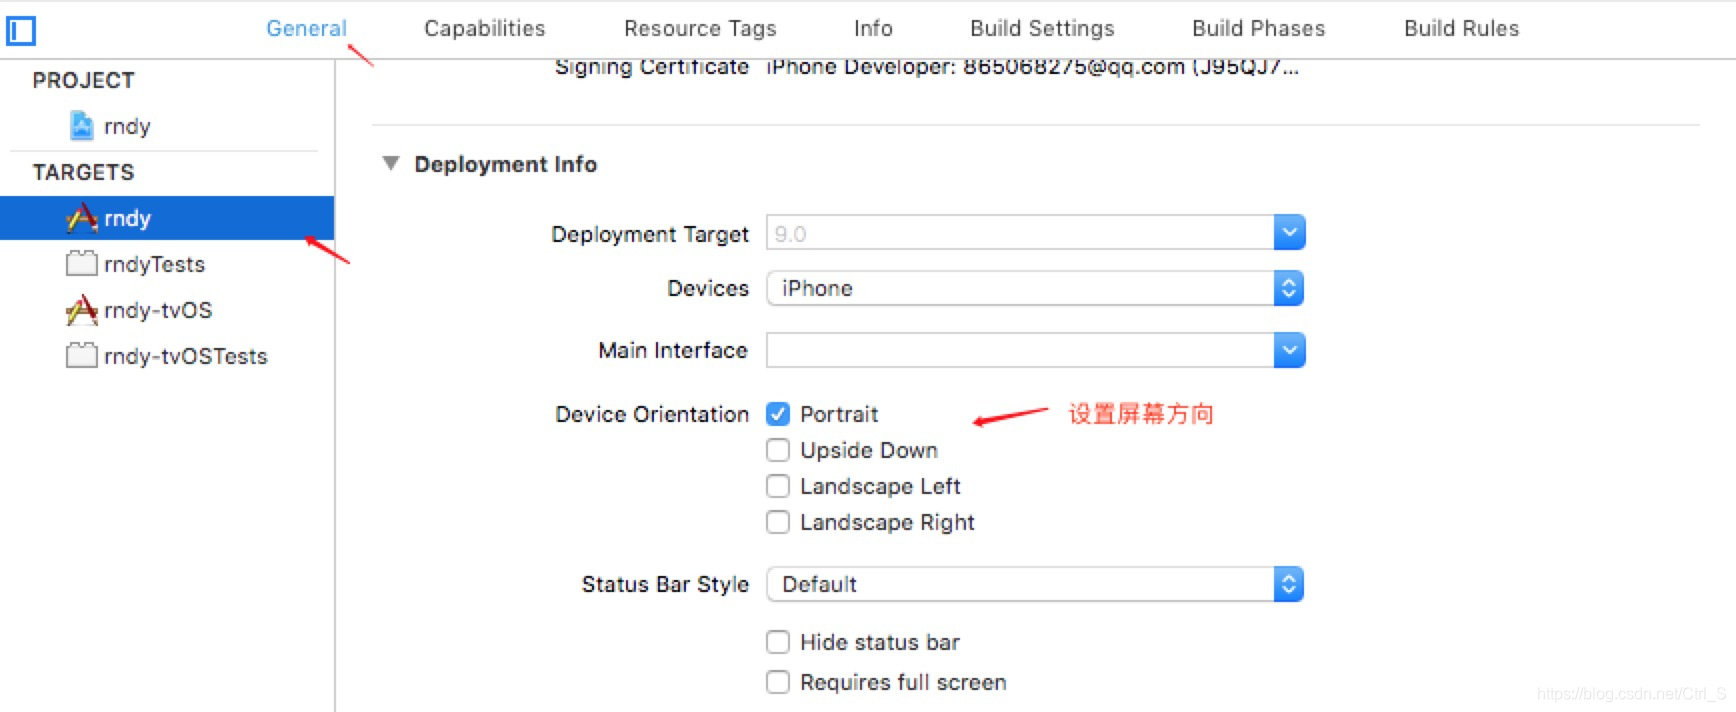 General Capabilities Resource Tags Info Build Settings Build Phases Build Rules
PROJECT
rndy
TARGETS
rndy
rndyTests
rndy-tvOS
rndy-tvOSTests
Signing Certificate iPhone Developer: 865068275@qq.com (J95QJ7...
Deployment Info
Deployment Target 9.0
Devices iPhone
Main Interface
Device Orientation Portrait 设置屏幕方向
Upside Down
Landscape Left
Landscape Right
Status Bar Style Default
Hide status bar
Requires full screen
https://blog.csdn.net/Ctrl_S